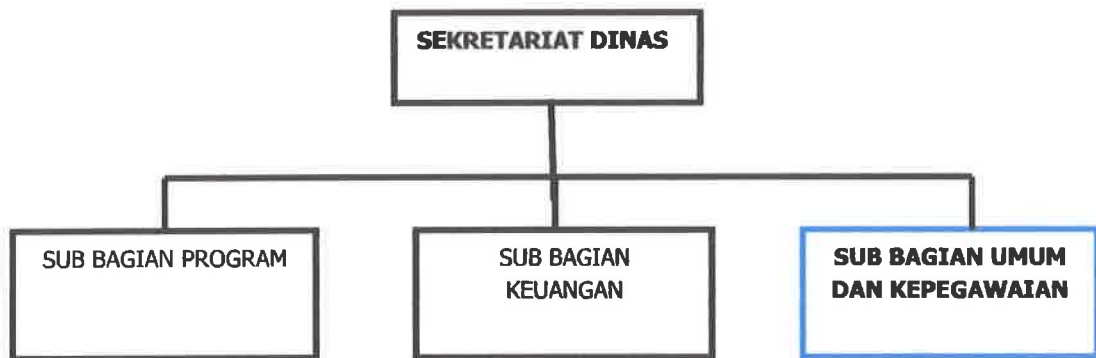 SEKRETARIAT DINAS
SUB BAGIAN PROGRAM
SUB BAGIAN
KEUANGAN
SUB BAGIAN UMUM
DAN KEPEGAWAIAN